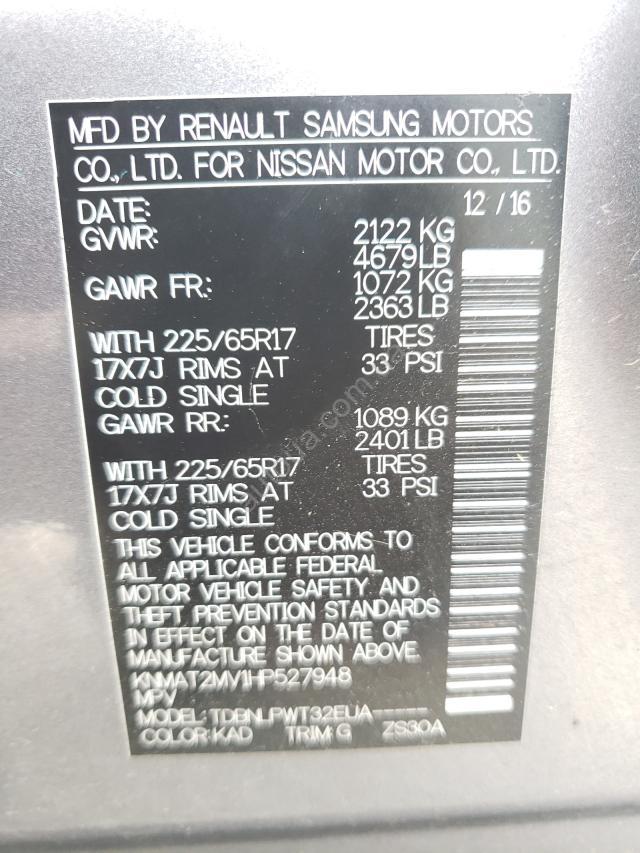 MFD BY RENAULT SAMSUNG MOTORS
CO., LTD. FOR NISSAN MOTOR CO., LTD.
DATE: 12 / 16
GVWR: 2122 KG
4679LB
GAWR FR.: 1072 KG
2363 LB
WITH 225/65R17 TIRES
17X7J RIMS AT 33 PSI
COLD SINGLE
GAWR RR: 1089 KG
2401 LB
WITH 225/65R17 TIRES
17X7J RIMS AT 33 PSI
COLD SINGLE
THIS VEHICLE CONFORMS TO
ALL APPLICABLE FEDERAL
MOTOR VEHICLE SAFETY AND
THEFT PREVENTION STANDARDS
IN EFFECT ON THE DATE OF
MANUFACTURE SHOWN ABOVE.
KNMAT2MV1HP527948
MPV
MODEL: TDBNLPWT32EUA-----
COLOR: KAD TRIM: G ZS30A